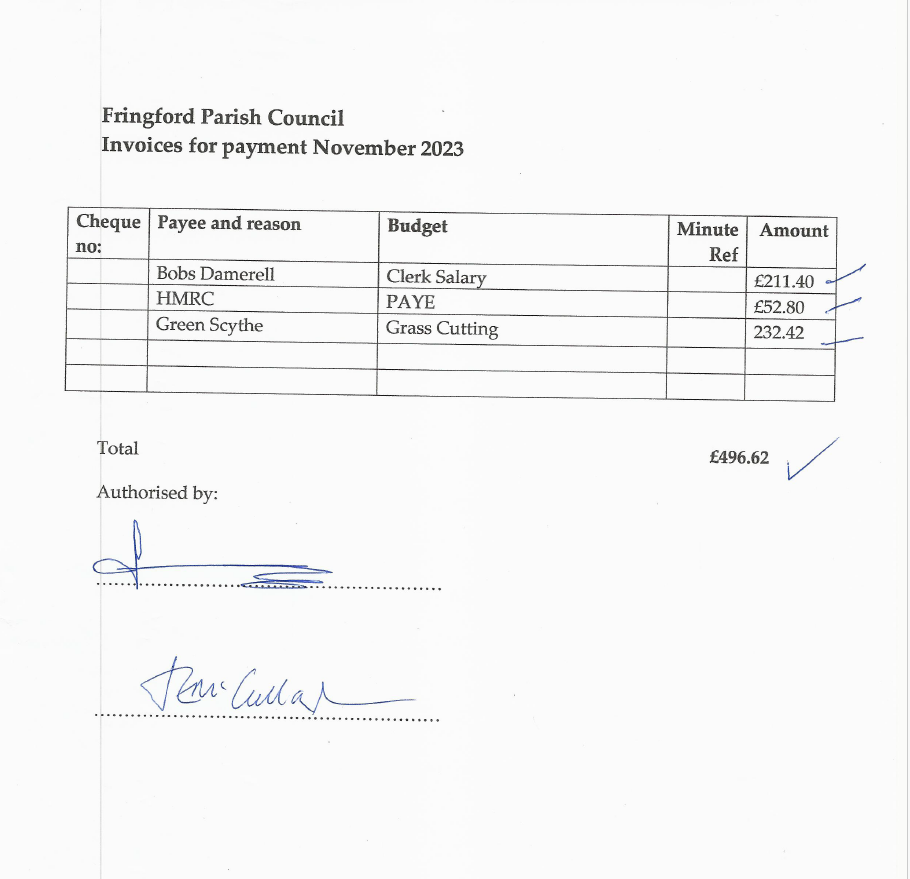 Fringford Parish Council
Invoices for payment November 2023
Cheque no: Payee and reason Budget Minute Ref Amount
Bobs Damerell Clerk Salary £211.40
HMRC PAYE £52.80
Green Scythe Grass Cutting 232.42
Total £496.62
Authorised by: